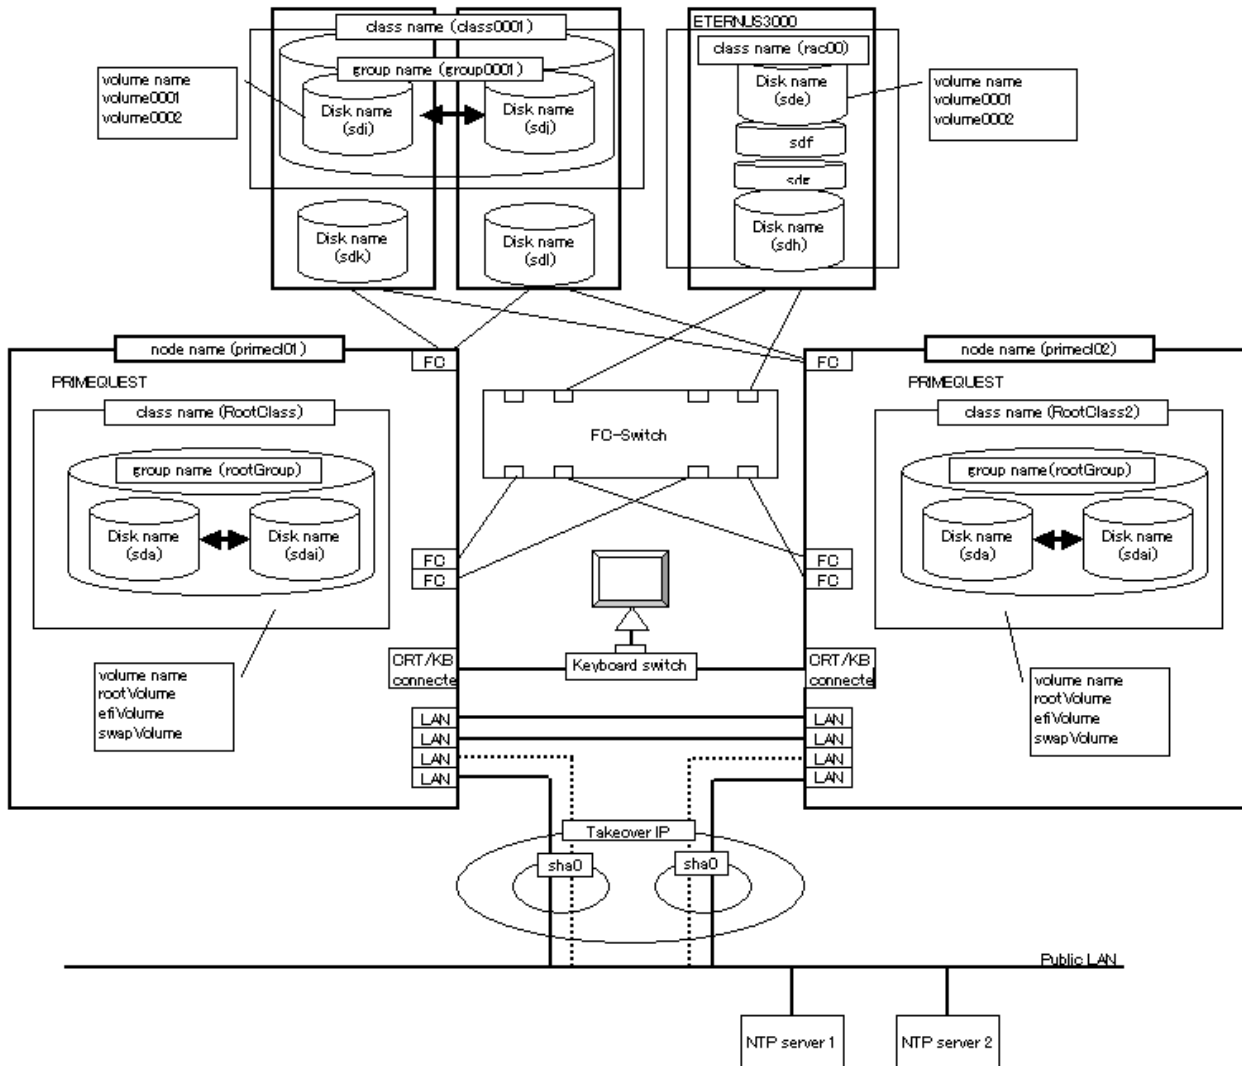 class name (class0001)
group name (group0001)
volume name
volume0001
volume0002
Disk name
(sdi)
Disk name
(sdj)
Disk name
(sdk)
Disk name
(sdl)
ETERNUS3000
class name (rac00)
Disk name
(sde)
sdf
sdg
Disk name
(sdh)
volume name
volume0001
volume0002
node name (primecl01)
FC
PRIMEQUEST
class name (RootClass)
group name (rootGroup)
Disk name
(sda)
Disk name
(sdai)
FC
FC
volume name
rootVolume
efiVolume
swapVolume
CRT/KB
connecte
LAN
LAN
LAN
LAN
FC-Switch
Keyboard switch
node name (primecl02)
FC
PRIMEQUEST
class name (RootClass2)
group name(rootGroup)
Disk name
(sda)
Disk name
(sdai)
FC
FC
CRT/KB
connecte
volume name
rootVolume
efiVolume
swapVolume
LAN
LAN
LAN
LAN
Takeover IP
sha0
sha0
Public LAN
NTP server 1
NTP server 2